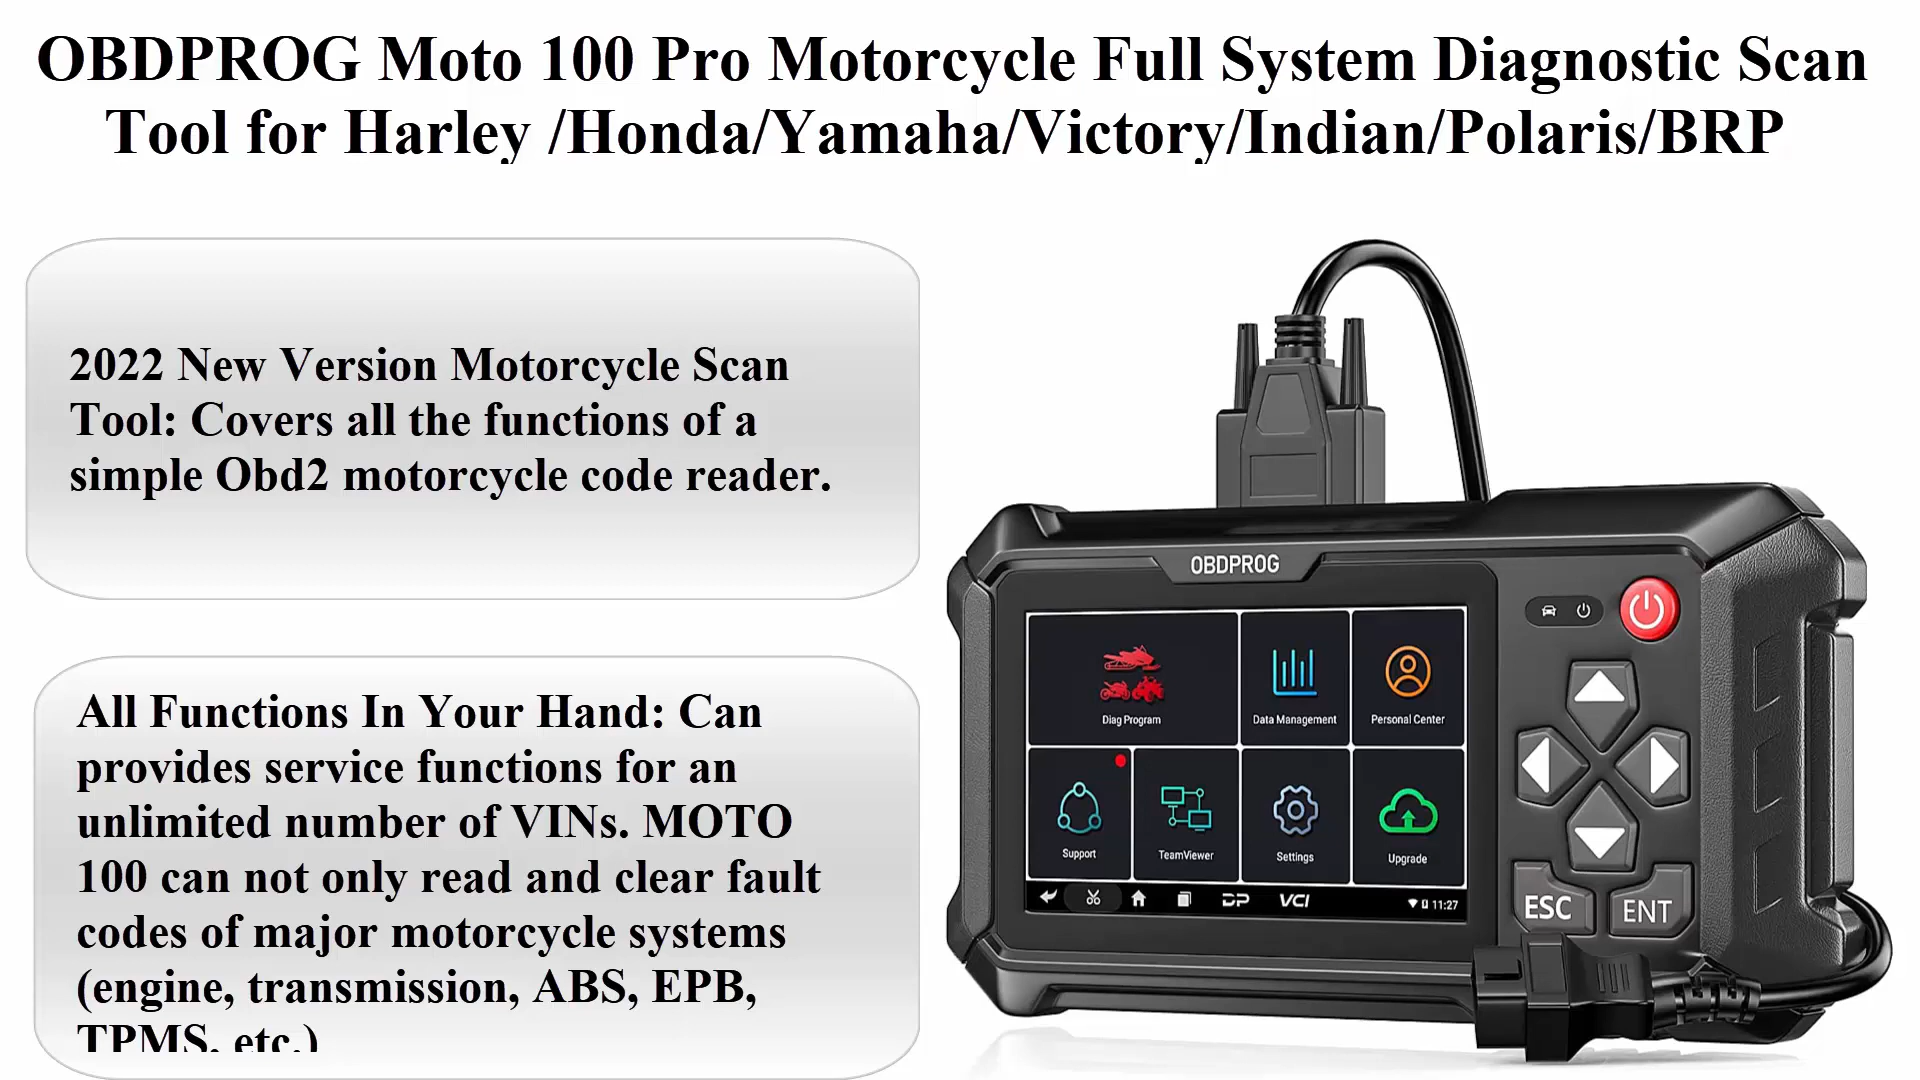 OBDPROG Moto 100 Pro Motorcycle Full System Diagnostic Scan
Tool for Harley /Honda/Yamaha/Victory/Indian/Polaris/BRP
2022 New Version Motorcycle Scan
Tool: Covers all the functions of a
simple Obd2 motorcycle code reader.
All Functions In Your Hand: Can
provides service functions for an
unlimited number of VINs. MOTO
100 can not only read and clear fault
codes of major motorcycle systems
(engine, transmission, ABS, EPB,
TPMS, etc.)
OBDPROG
Diag Program
Data Management
Personal Center
Support
TeamViewer
Settings
Upgrade
DP
VCI
11:27
ESC
ENT